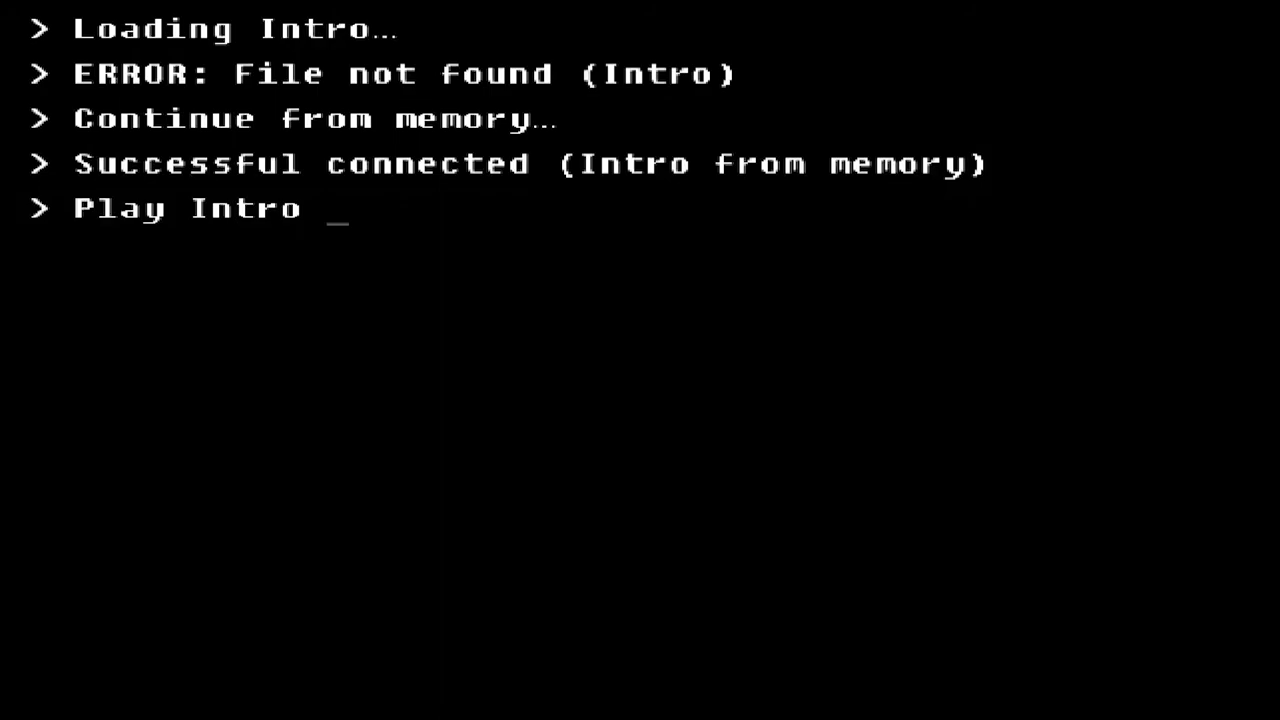 > Loading Intro...
> ERROR: File not found (Intro)
> Continue from memory...
> Successful connected (Intro from memory)
> Play Intro _